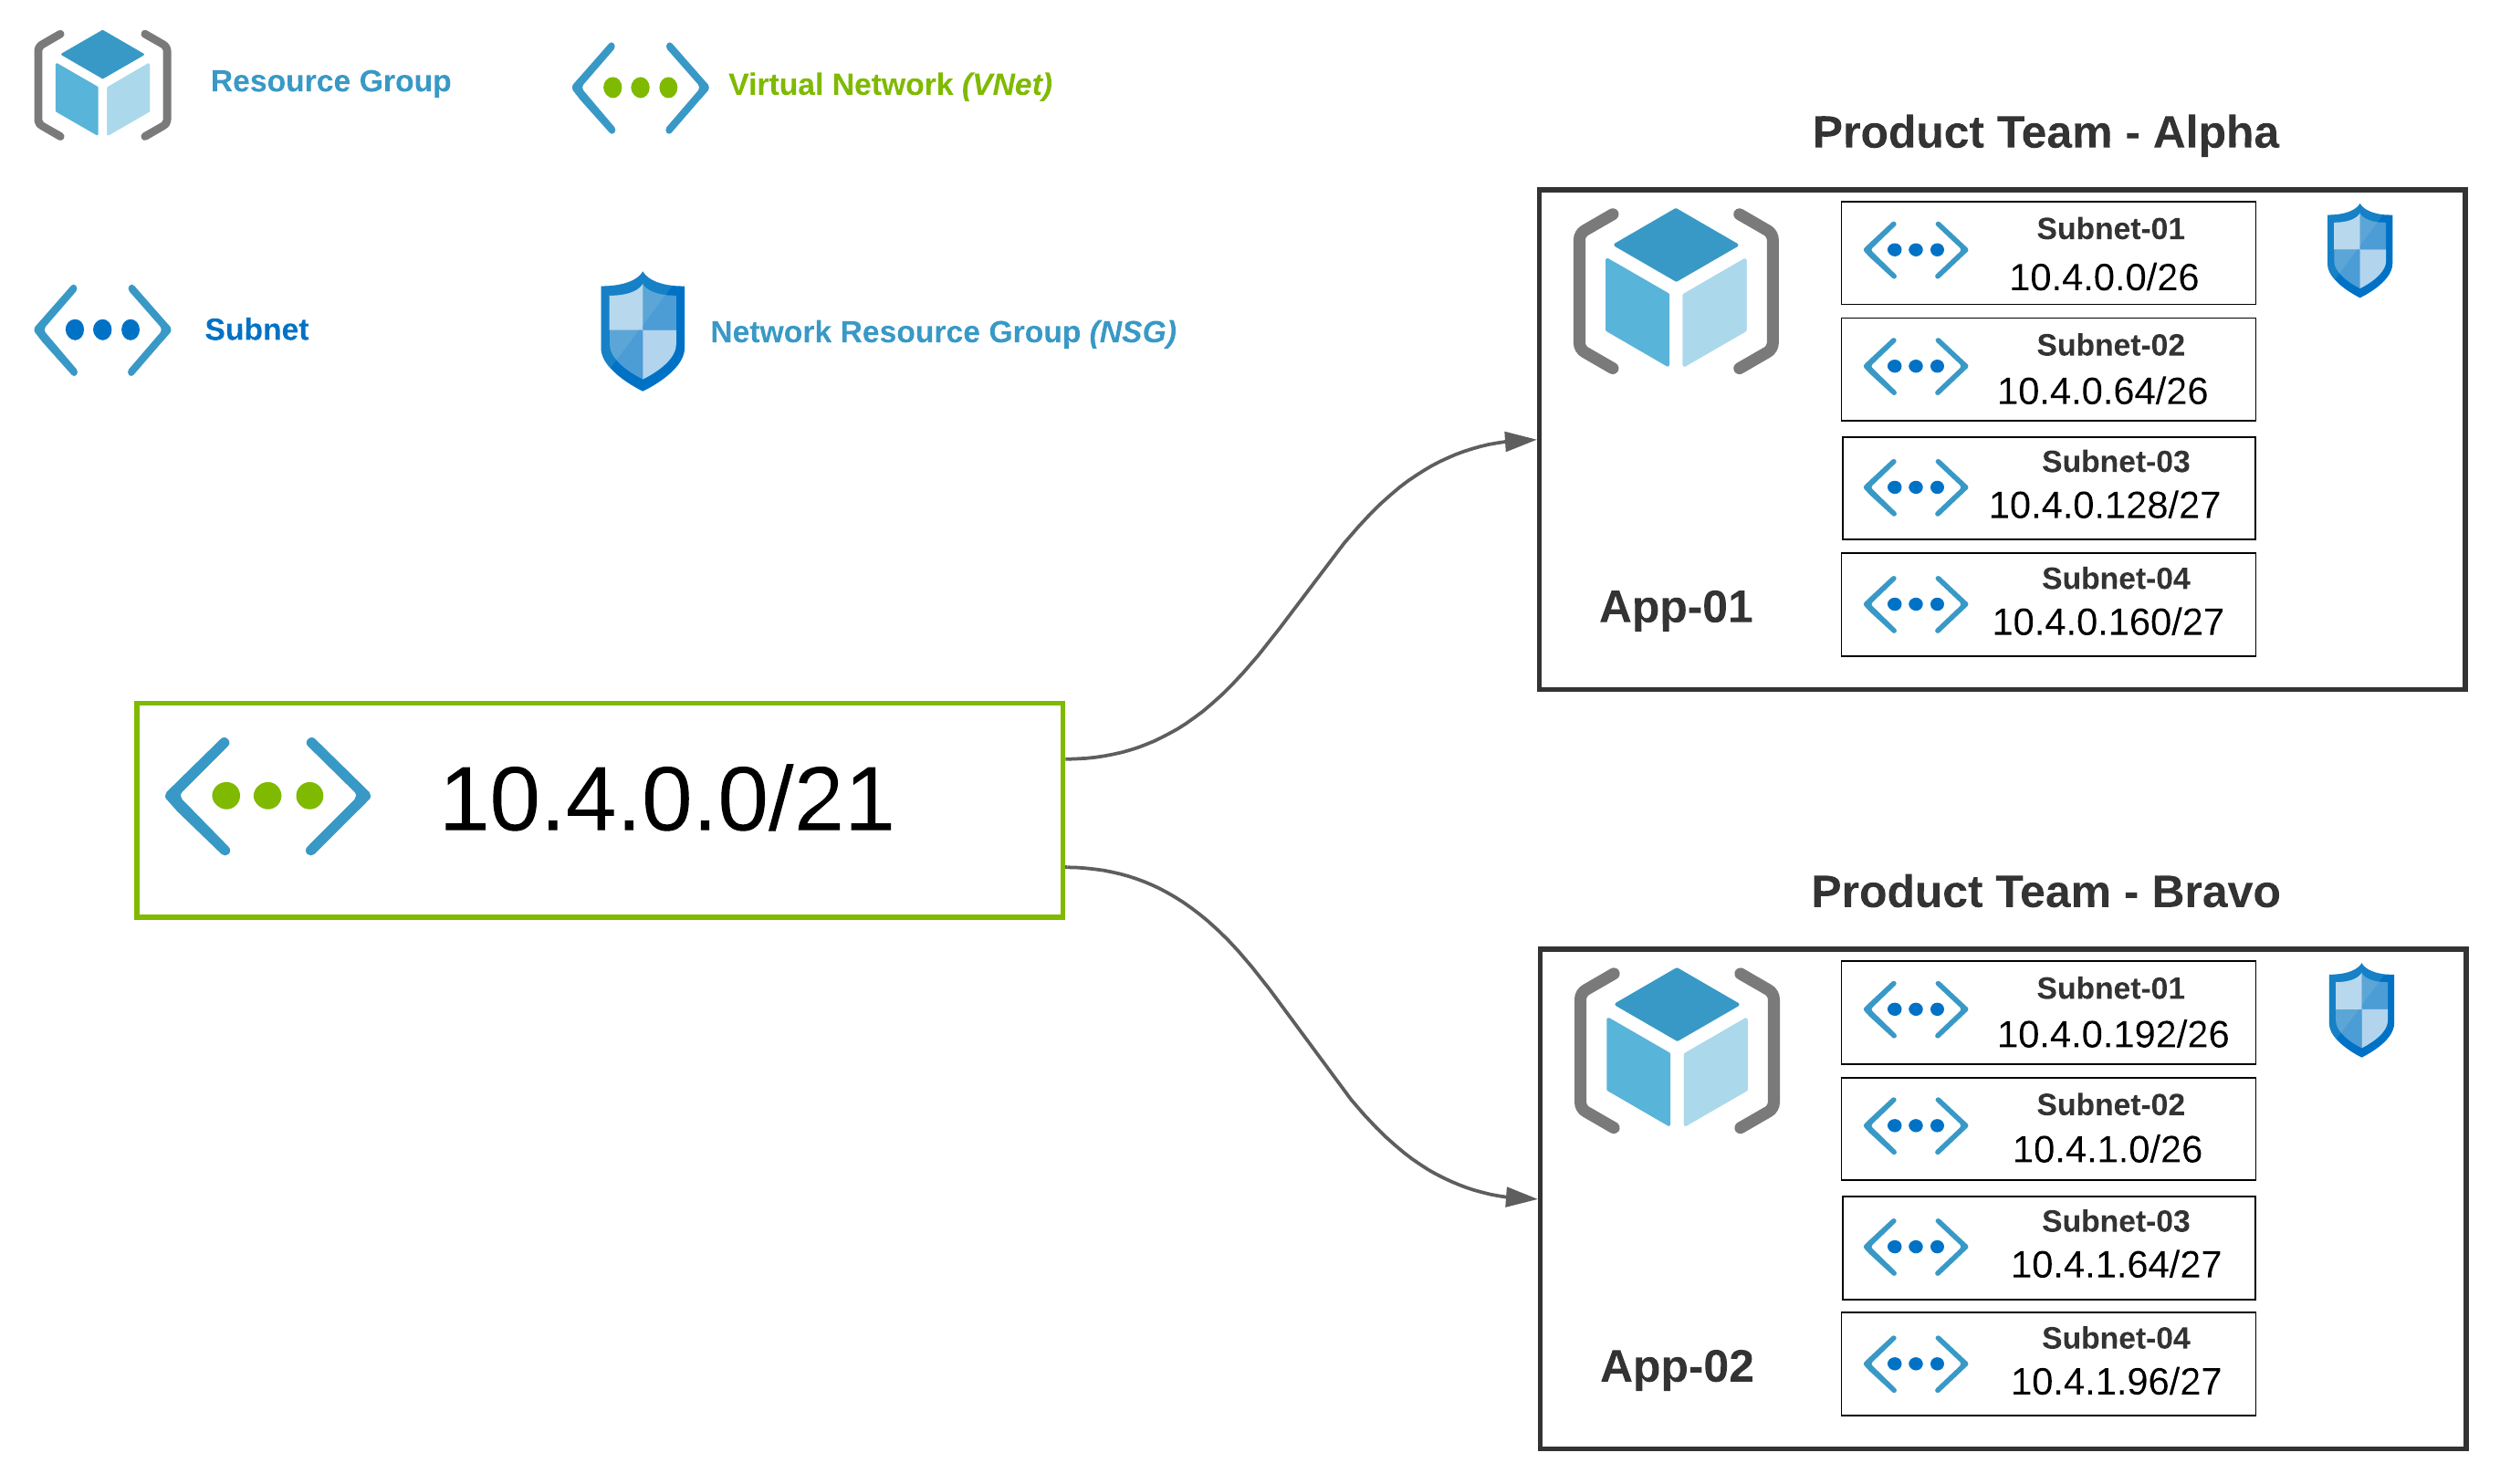 Resource Group
Virtual Network (VNet)
Subnet
Network Resource Group (NSG)
10.4.0.0/21
Product Team - Alpha
App-01
Subnet-01
10.4.0.0/26
Subnet-02
10.4.0.64/26
Subnet-03
10.4.0.128/27
Subnet-04
10.4.0.160/27
Product Team - Bravo
App-02
Subnet-01
10.4.0.192/26
Subnet-02
10.4.1.0/26
Subnet-03
10.4.1.64/27
Subnet-04
10.4.1.96/27